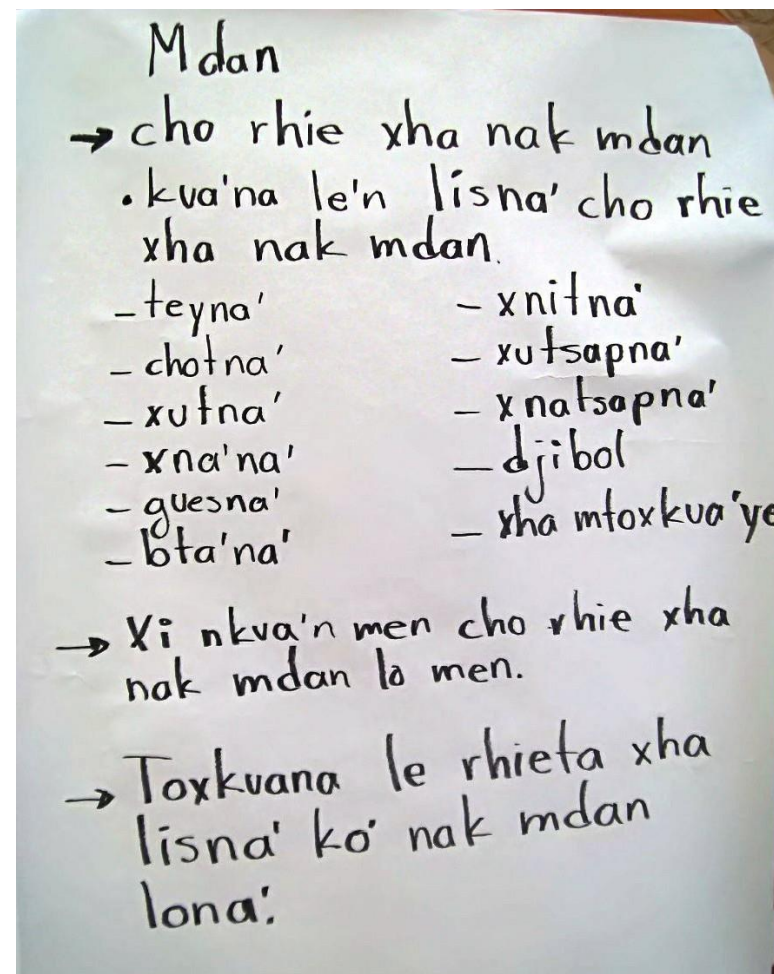 Mdan
→ cho rhie xha nak mdan
. kva'na le'n lisna' cho rhie
xha nak mdan.
- teyna'
- chotna'
- xutna'
- xna'na'
- guesna'
- bta'na'
- xnitna'
- xutsapna'
- xnatsapna'
- djibol
- xha mtoxkva'ye
→ Xi nkva'n men cho rhie xha
nak mdan lo men.
→ Toxkvana le rhieta xha
lisna' ko' nak mdan
lona'.